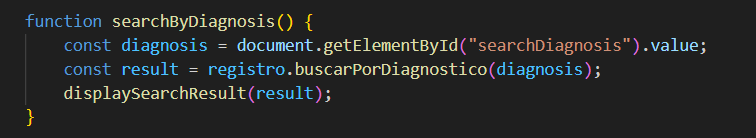 function searchByDiagnosis() {
    const diagnosis = document.getElementById("searchDiagnosis").value;
    const result = registro.buscarPorDiagnostico(diagnosis);
    displaySearchResult(result);
}